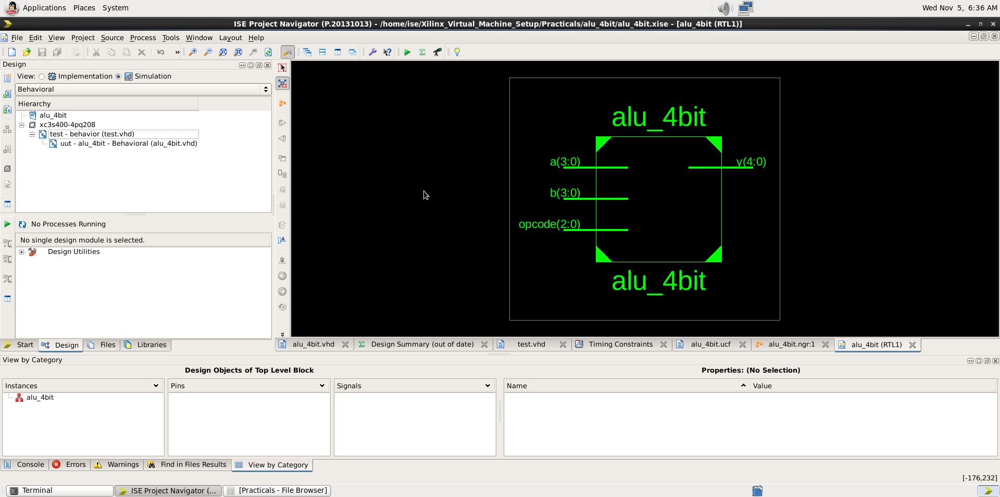 Applications Places System
Wed Nov 5, 6:36 AM
ISE Project Navigator (P.20131013) - /home/ise/Xilinx_Virtual_Machine_Setup/Practicals/alu_4bit/alu_4bit.xise - [alu_4bit (RTL1)]
File Edit View Project Source Process Tools Window Layout Help
»
Design
View: Implementation Simulation
Behavioral
Hierarchy
alu_4bit
xc3s400-4pq208
test - behavior (test.vhd)
uut - alu_4bit - Behavioral (alu_4bit.vhd)
No Processes Running
No single design module is selected.
Design Utilities
Start Design Files Libraries
alu_4bit
a(3:0)
y(4:0)
b(3:0)
opcode(2:0)
alu_4bit
alu_4bit.vhd Design Summary (out of date) test.vhd Timing Constraints alu_4bit.ucf alu_4bit.ngr:1 alu_4bit (RTL1)
View by Category
Design Objects of Top Level Block
Properties: (No Selection)
Instances Pins Signals Name Value
alu_4bit
Console Errors Warnings Find in Files Results View by Category
[-176,232]
Terminal ISE Project Navigator (... [Practicals - File Browser]